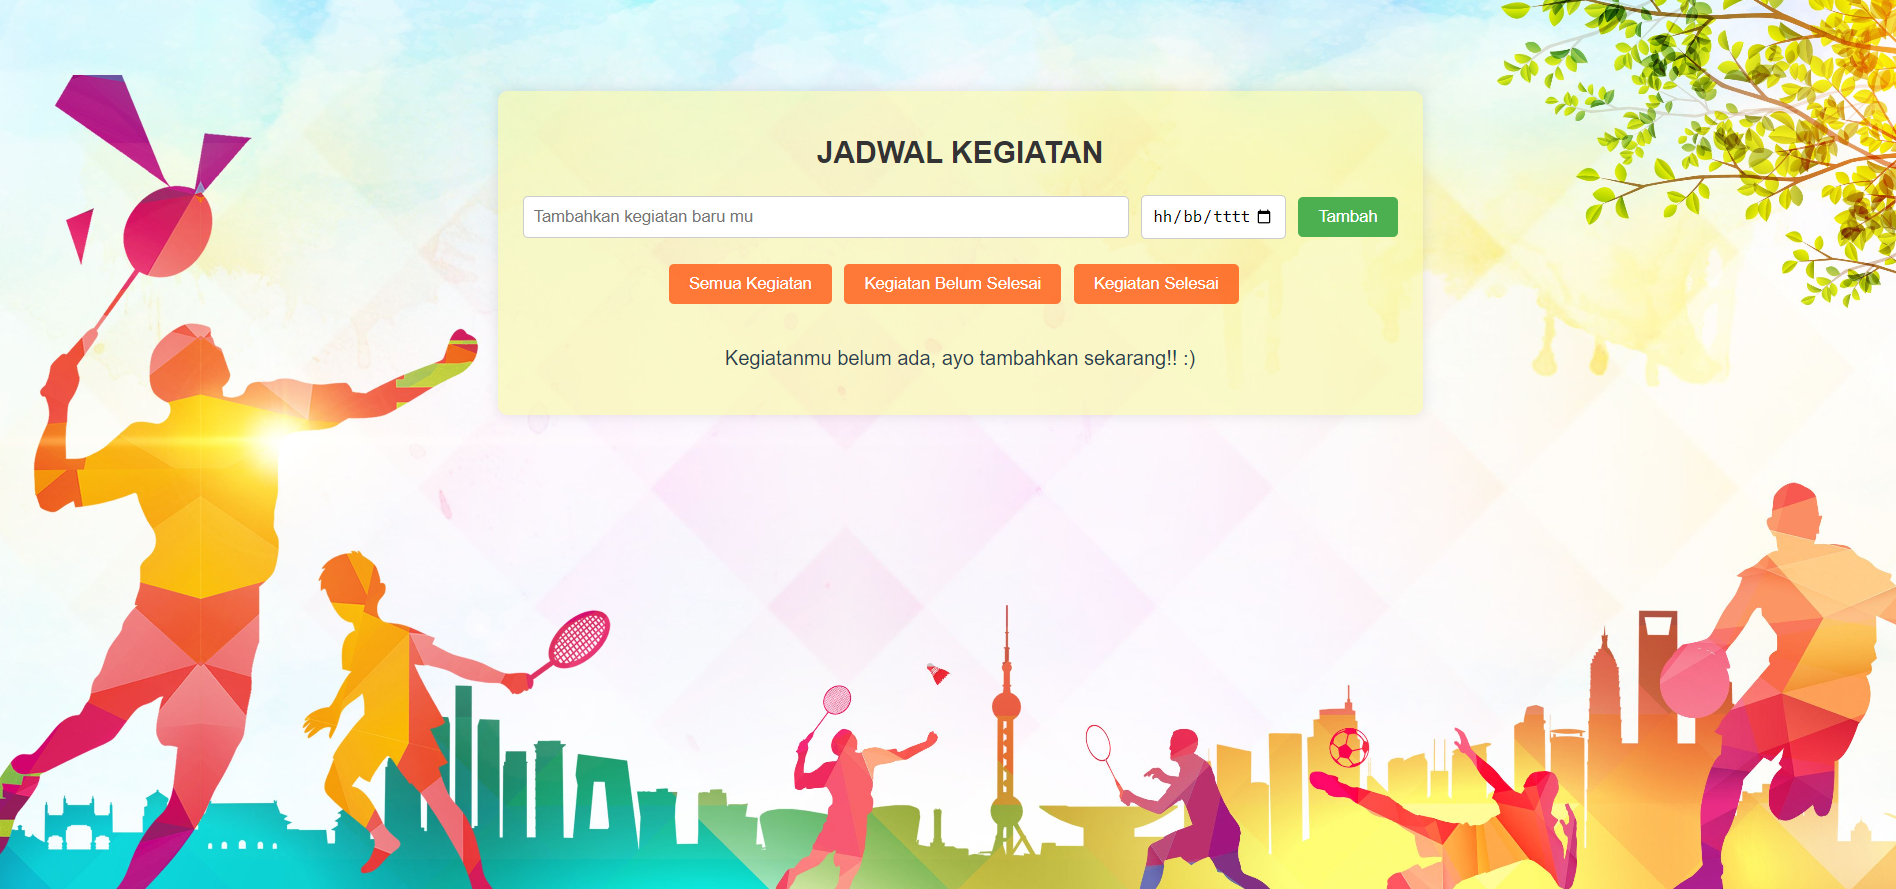 JADWAL KEGIATAN
Tambahkan kegiatan baru mu hh/bb/tttt Tambah
Semua Kegiatan Kegiatan Belum Selesai Kegiatan Selesai
Kegiatanmu belum ada, ayo tambahkan sekarang!! :)